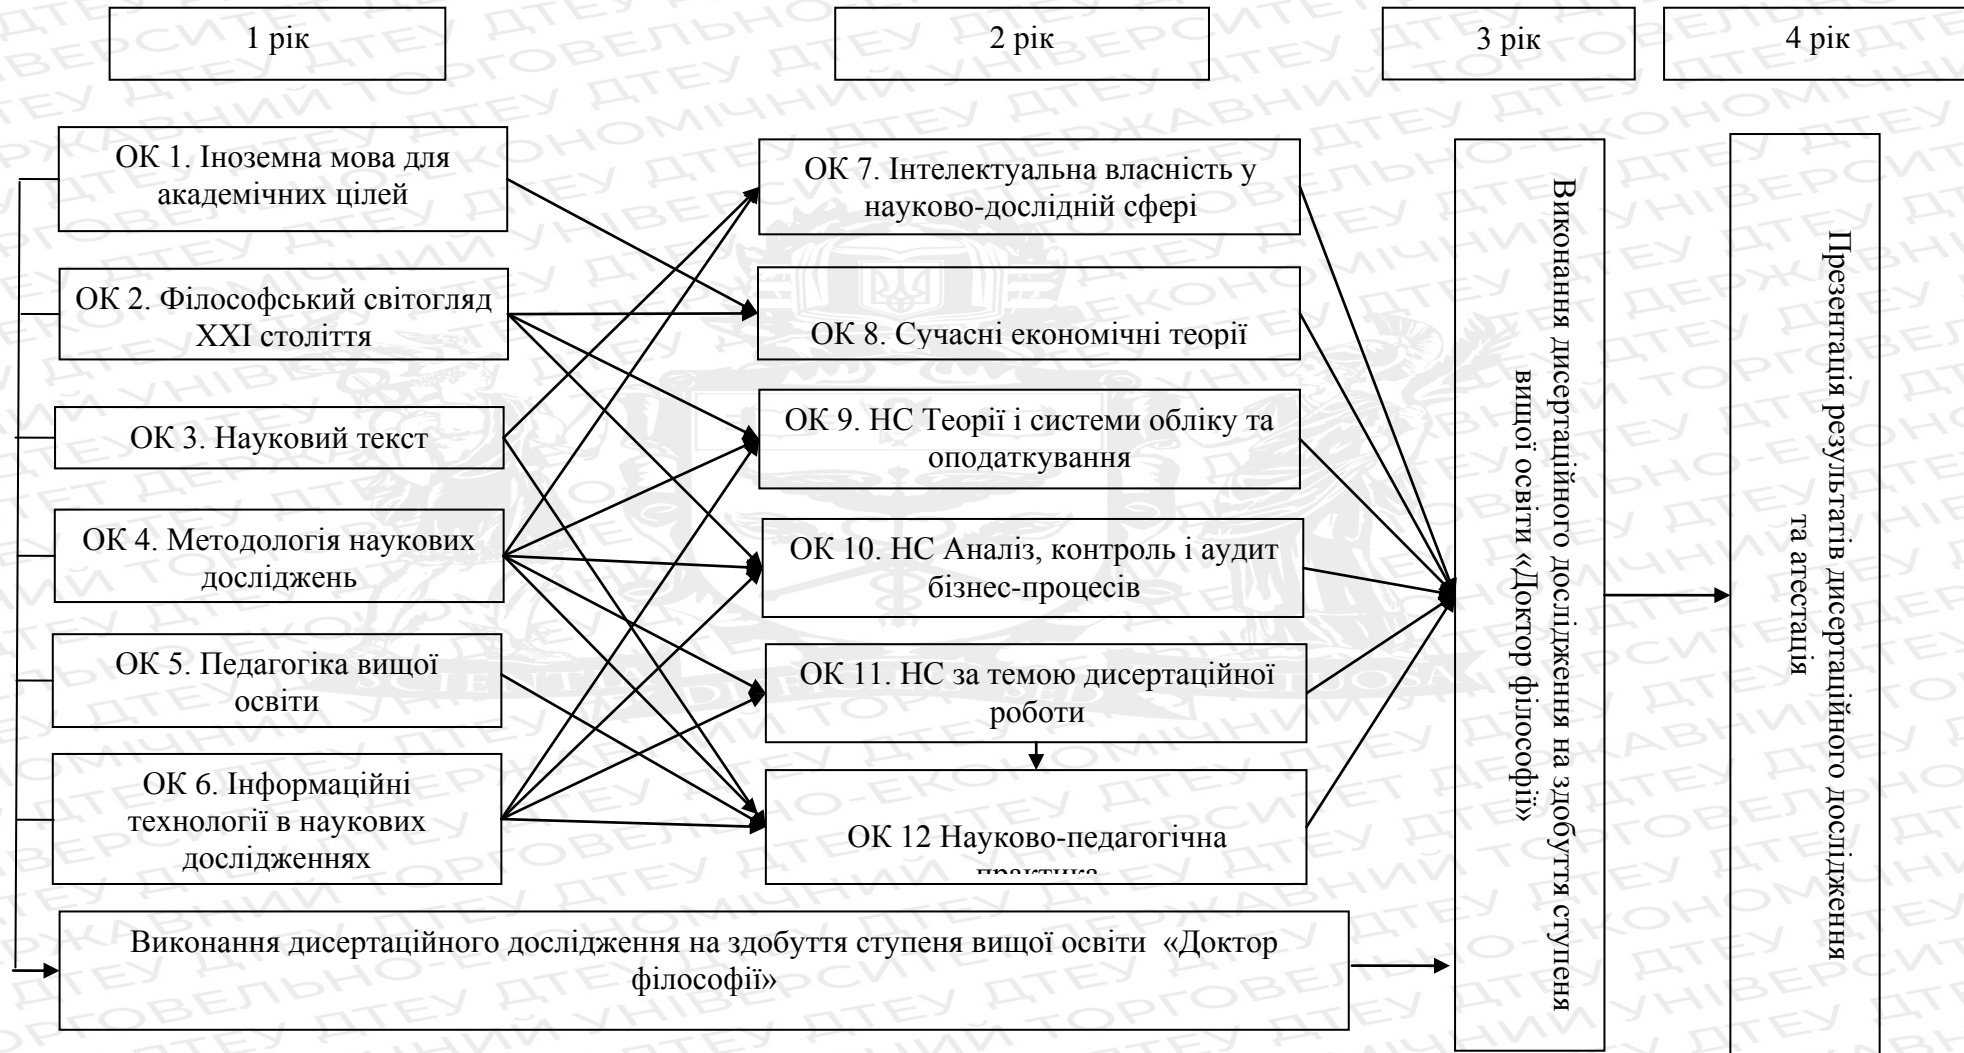 1 рік
2 рік
3 рік
4 рік
ОК 1. Іноземна мова для
академічних цілей
ОК 2. Філософський світогляд
ХХІ століття
ОК 3. Науковий текст
ОК 4. Методологія наукових
досліджень
ОК 5. Педагогіка вищої
освіти
ОК 6. Інформаційні
технології в наукових
дослідженнях
ОК 7. Інтелектуальна власність у
науково-дослідній сфері
ОК 8. Сучасні економічні теорії
ОК 9. НС Теорії і системи обліку та
оподаткування
ОК 10. НС Аналіз, контроль і аудит
бізнес-процесів
ОК 11. НС за темою дисертаційної
роботи
ОК 12 Науково-педагогічна
практика
Виконання дисертаційного дослідження на здобуття ступеня вищої освіти «Доктор
філософії»
Виконання дисертаційного дослідження на здобуття ступеня
вищої освіти «Доктор філософії»
Презентація результатів дисертаційного дослідження
та атестація